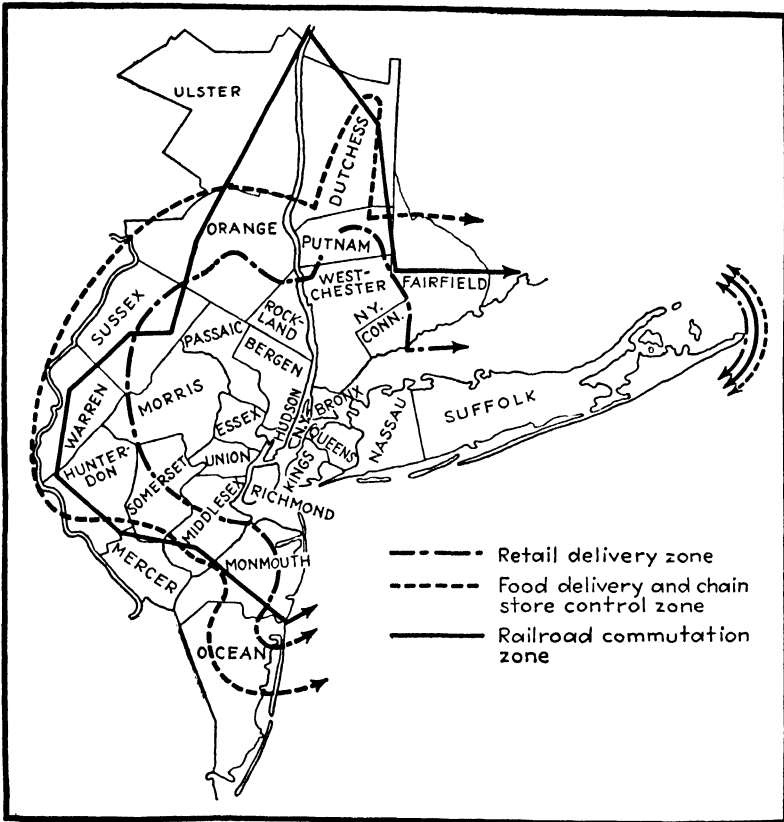 ULSTER
DUTCHESS
ORANGE
PUTNAM
WEST-
CHESTER
FAIRFIELD
N.Y.
CONN.
SUSSEX
ROCK-
LAND
PASSAIC
BERGEN
WARREN
MORRIS
ESSEX
HUDSON
N.Y.
BRONX
QUEENS
NASSAU
SUFFOLK
HUNTER-
DON
SOMERSET
UNION
KINGS
MIDDLESEX
RICHMOND
MERCER
MONMOUTH
OCEAN
Retail delivery zone
Food delivery and chain
store control zone
Railroad commutation
zone